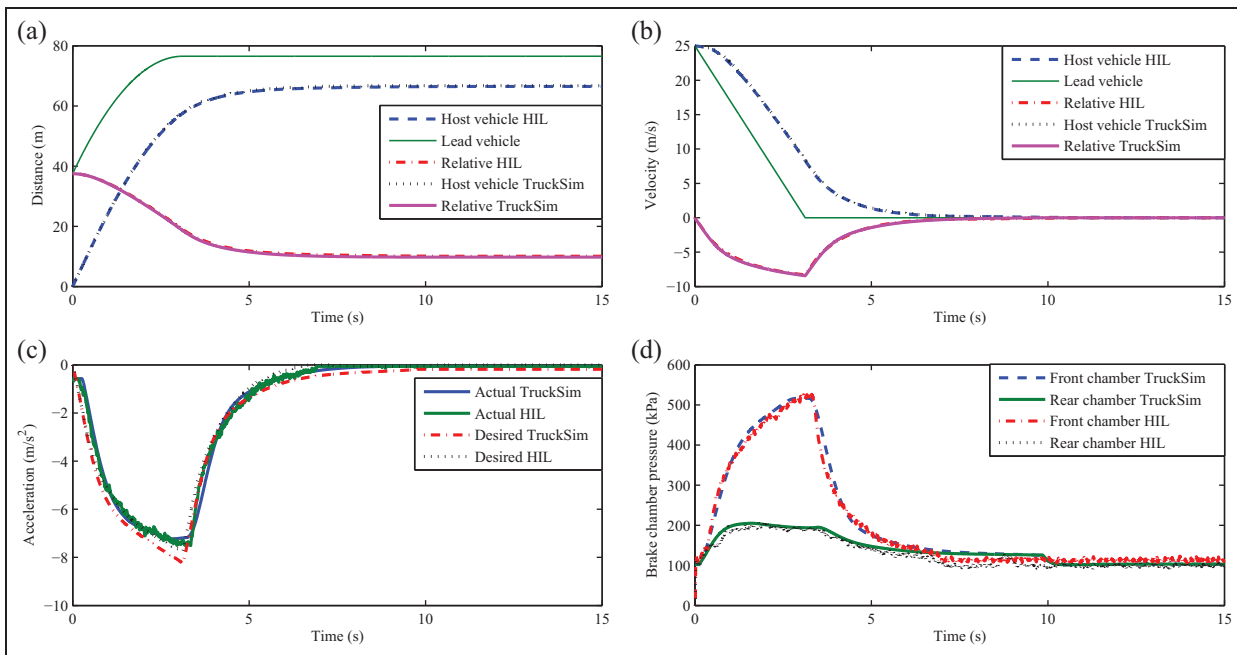 (a)
80
60
40
20
0
Distance (m)
Host vehicle HIL
Lead vehicle
Relative HIL
Host vehicle TruckSim
Relative TruckSim
0 5 10 15
Time (s)
(b)
25
20
15
10
5
0
−5
−10
Velocity (m/s)
Host vehicle HIL
Lead vehicle
Relative HIL
Host vehicle TruckSim
Relative TruckSim
0 5 10 15
Time (s)
(c)
0
−2
−4
−6
−8
−10
Acceleration (m/s²)
Actual TruckSim
Actual HIL
Desired TruckSim
Desired HIL
0 5 10 15
Time (s)
(d)
600
500
400
300
200
100
0
Brake chamber pressure (kPa)
Front chamber TruckSim
Rear chamber TruckSim
Front chamber HIL
Rear chamber HIL
0 5 10 15
Time (s)